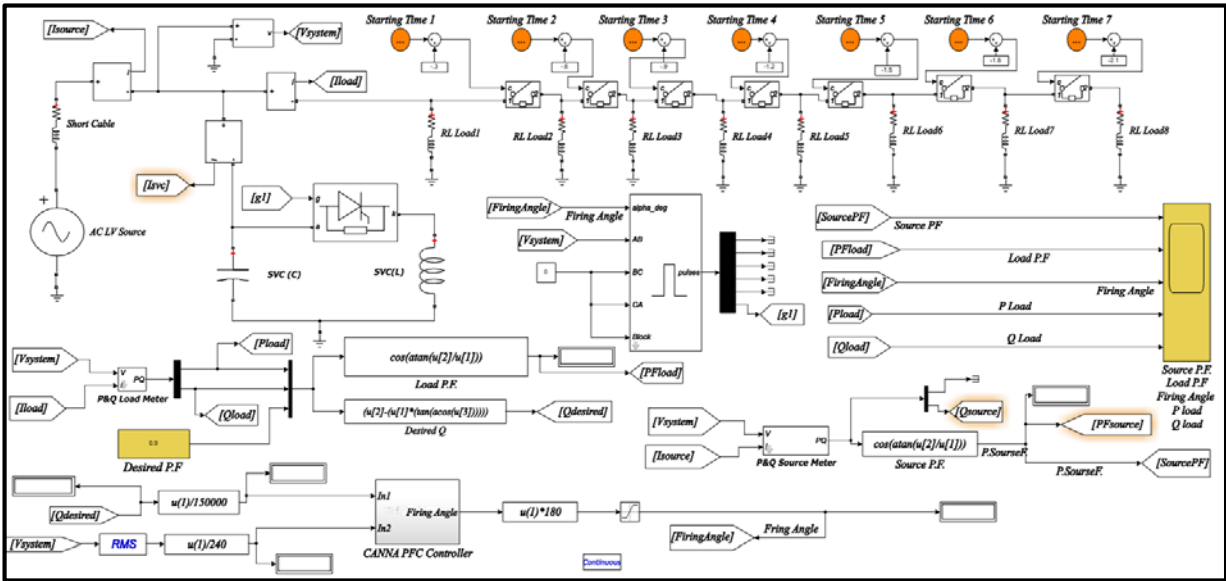 Starting Time 1
Starting Time 2
Starting Time 3
Starting Time 4
Starting Time 5
Starting Time 6
Starting Time 7
[Isource]
[Vsystem]
[Iload]
Short Cable
-.3
-.6
-.9
-1.2
-1.5
-1.8
-2.1
RL Load1
RL Load2
RL Load3
RL Load4
RL Load5
RL Load6
RL Load7
RL Load8
[Isvc]
[g1]
AC LV Source
SVC (C)
SVC(L)
[FiringAngle]
Firing Angle
[Vsystem]
0
alpha_deg
AB
BC
CA
Block
pulses
[g1]
[SourcePF]
Source PF
[PFload]
Load P.F
[FiringAngle]
Firing Angle
[Pload]
P Load
[Qload]
Q Load
Source P.F.
Load P.F
Firing Angle
P load
Q load
[Vsystem]
[Iload]
V
I
PQ
P&Q Load Meter
[Pload]
[Qload]
0.9
Desired P.F
cos(atan(u[2]/u[1]))
Load P.F.
[PFload]
(u[2]-(u[1]*(tan(acos(u[3]))))))
Desired Q
[Qdesired]
[Vsystem]
[Isource]
V
I
PQ
P&Q Source Meter
[Qsource]
cos(atan(u[2]/u[1]))
Source P.F.
P.SourseF.
[PFsource]
P.SourseF.
[SourcePF]
[Qdesired]
u(1)/150000
[Vsystem]
RMS
u(1)/240
In1
In2
Firing Angle
CANNA PFC Controller
u(1)*180
Fring Angle
[FiringAngle]
Continuous